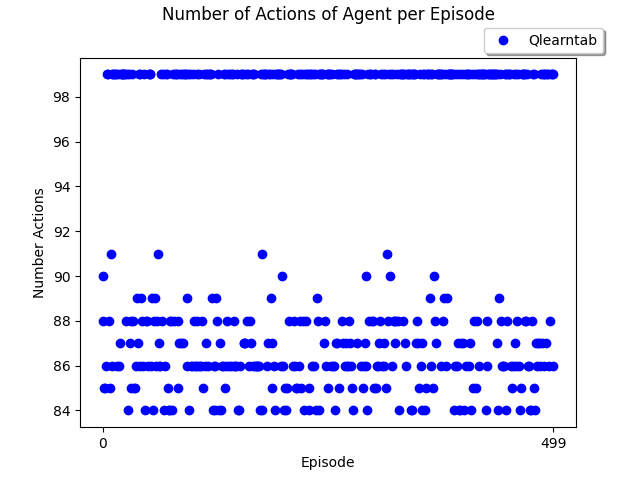 Number of Actions of Agent per Episode
Qlearntab
98
96
94
92
90
88
86
84
Number Actions
0
499
Episode